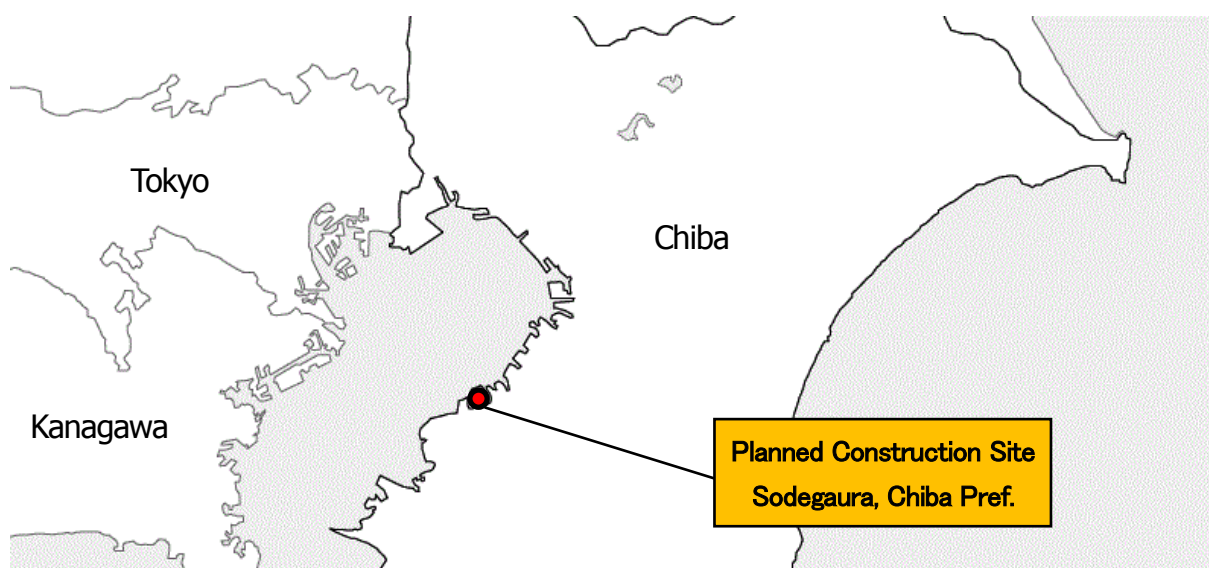 Tokyo
Chiba
Kanagawa
Planned Construction Site
Sodegaura, Chiba Pref.